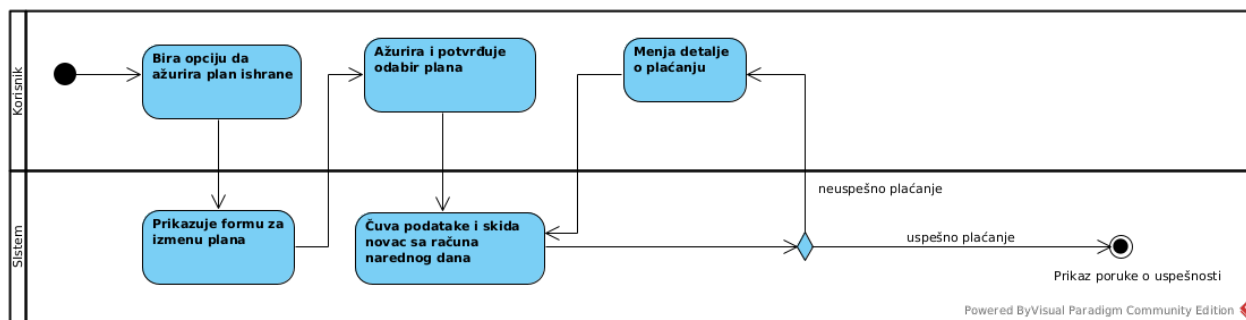 Korisnik
Bira opciju da
ažurira plan ishrane
Ažurira i potvrđuje
odabir plana
Menja detalje
o plaćanju
SIstem
Prikazuje formu za
izmenu plana
Čuva podatake i skida
novac sa računa
narednog dana
neuspešno plaćanje
uspešno plaćanje
Prikaz poruke o uspešnosti
Powered ByVisual Paradigm Community Edition